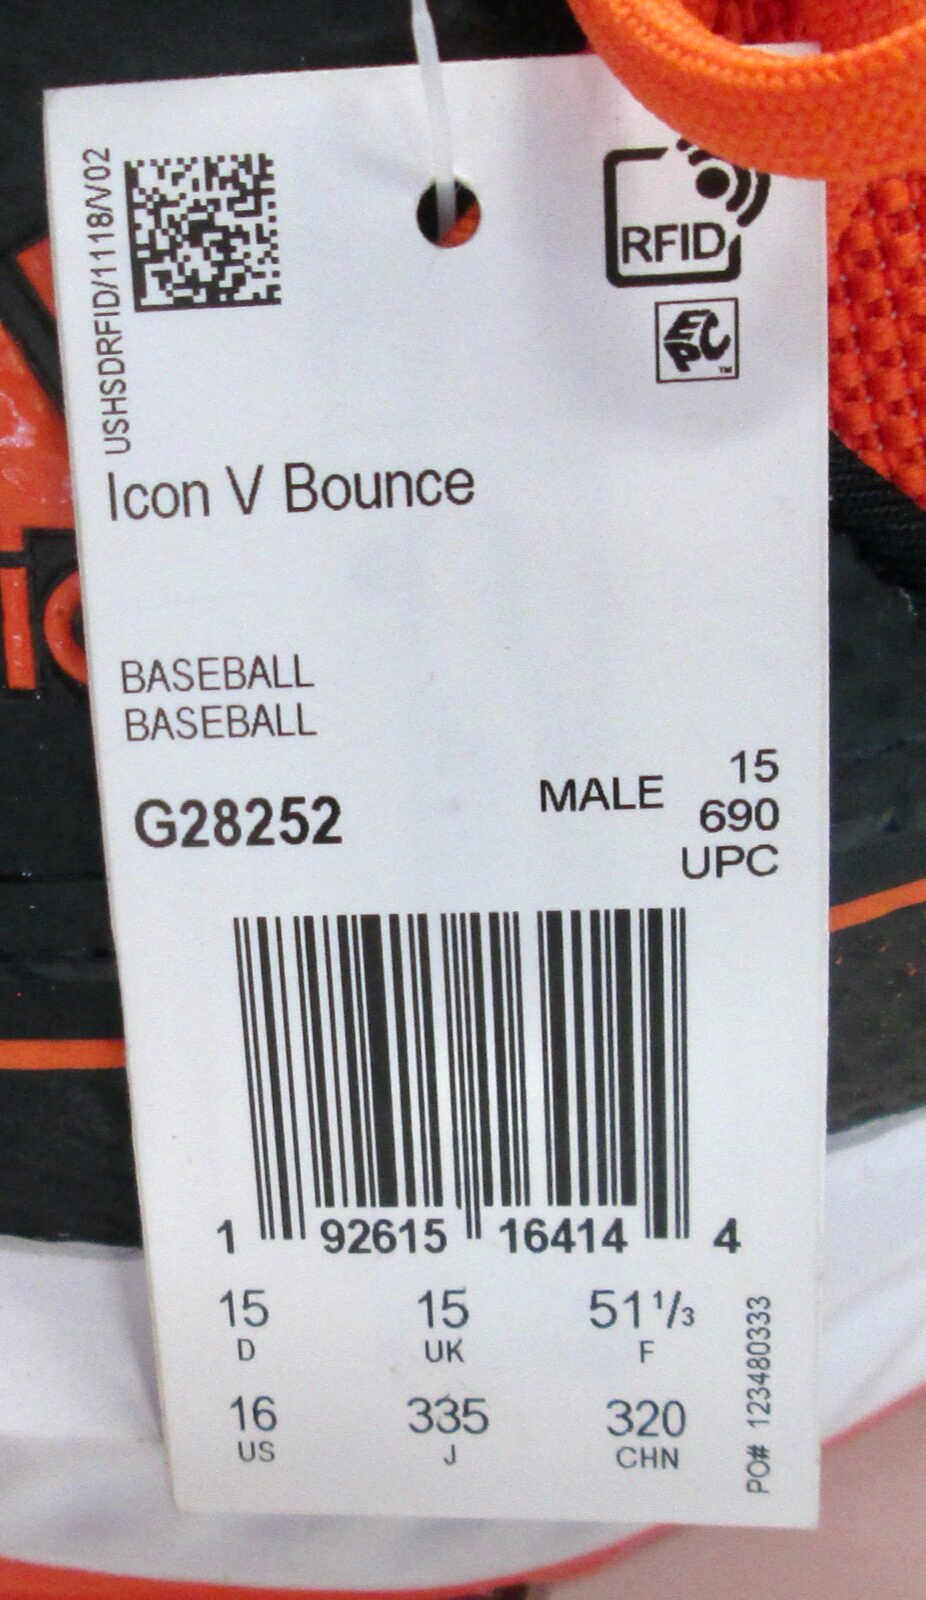 USHSDRFID/1118/V02
RFID
EPC
TM
Icon V Bounce
BASEBALL
BASEBALL
G28252
MALE
15
690
UPC
1 92615 16414 4
15 15 51 1/3
D UK F
16 335 320
US J CHN
PO# 123480333